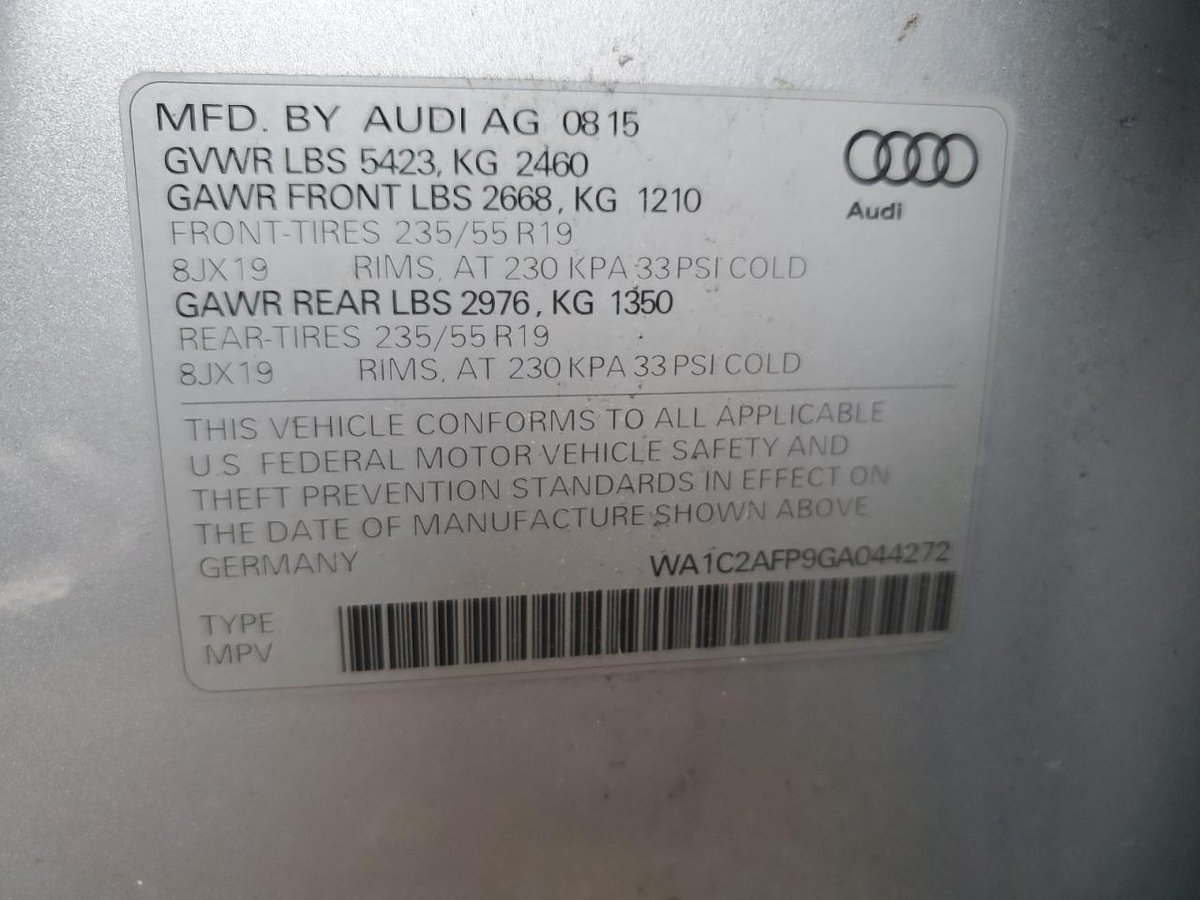 MFD. BY AUDI AG 08 15
GVWR LBS 5423, KG 2460
GAWR FRONT LBS 2668, KG 1210
FRONT-TIRES 235/55 R19
8JX19 RIMS, AT 230 KPA 33 PSI COLD
GAWR REAR LBS 2976, KG 1350
REAR-TIRES 235/55 R19
8JX19 RIMS, AT 230 KPA 33 PSI COLD
Audi
THIS VEHICLE CONFORMS TO ALL APPLICABLE
U.S FEDERAL MOTOR VEHICLE SAFETY AND
THEFT PREVENTION STANDARDS IN EFFECT ON
THE DATE OF MANUFACTURE SHOWN ABOVE
GERMANY WA1C2AFP9GA044272
TYPE
MPV